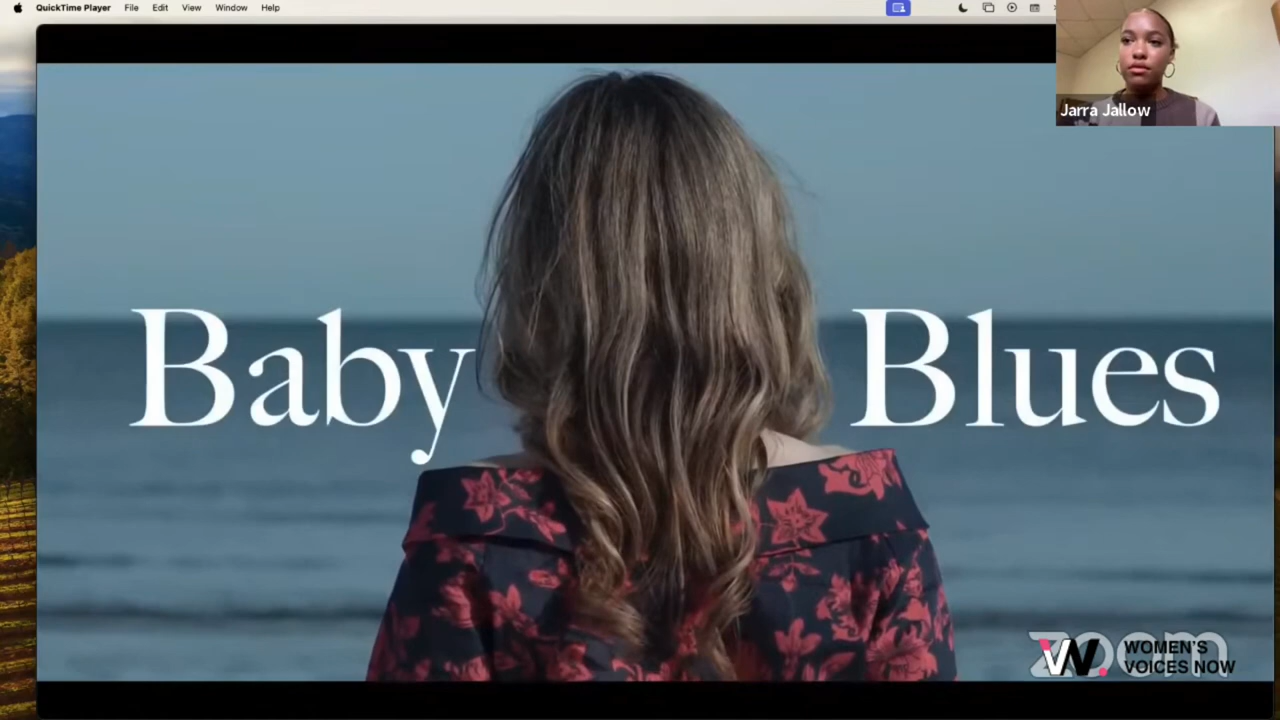 QuickTime Player File Edit View Window Help
Jarra Jallow
Baby Blues
zoom
WOMEN'S
VOICES NOW